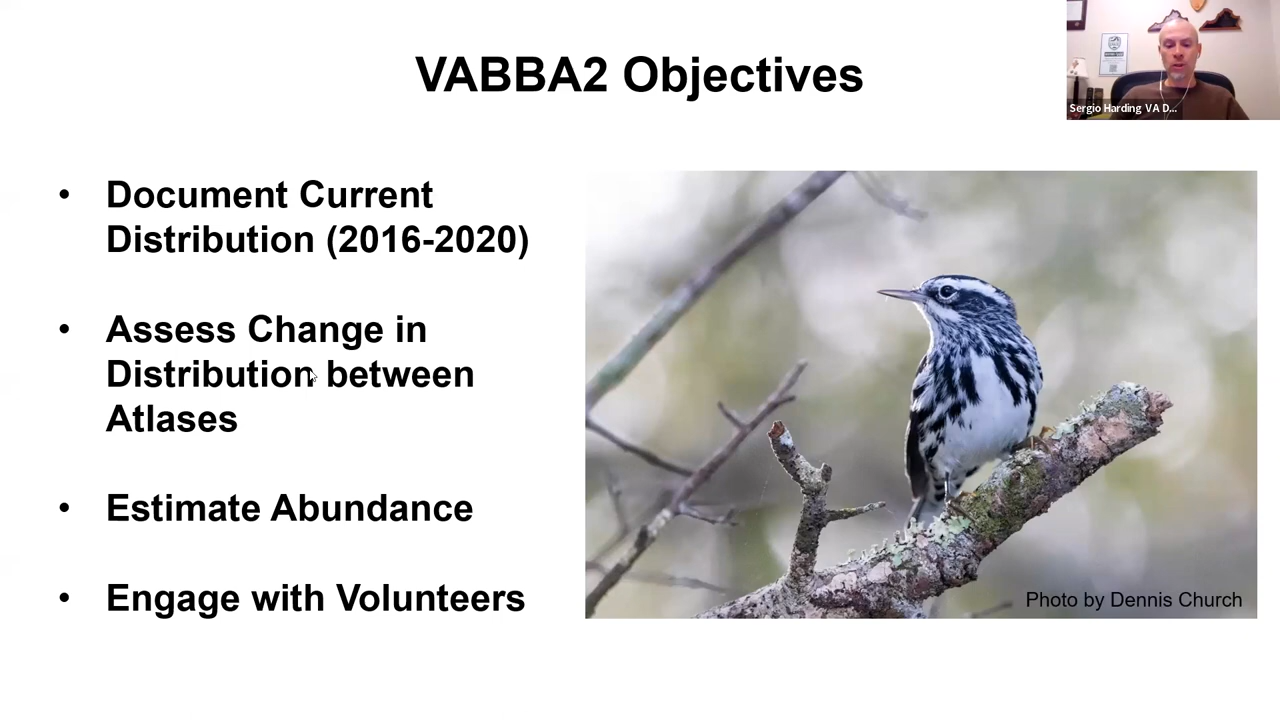 VABBA2 Objectives
Sergio Harding VA D...
• Document Current
Distribution (2016-2020)
• Assess Change in
Distribution between
Atlases
• Estimate Abundance
• Engage with Volunteers
Photo by Dennis Church